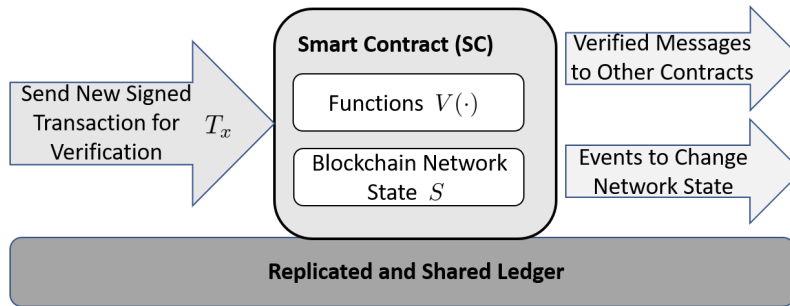 Send New Signed
Transaction for
Verification T_x
Smart Contract (SC)
Functions V(·)
Blockchain Network
State S
Verified Messages
to Other Contracts
Events to Change
Network State
Replicated and Shared Ledger